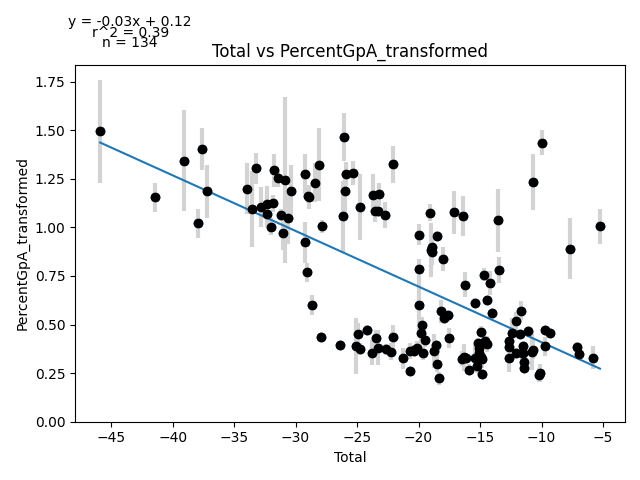 y = -0.03x + 0.12
r^2 = 0.39
n = 134
Total vs PercentGpA_transformed
PercentGpA_transformed
1.75
1.50
1.25
1.00
0.75
0.50
0.25
0.00
−45 −40 −35 −30 −25 −20 −15 −10 −5
Total